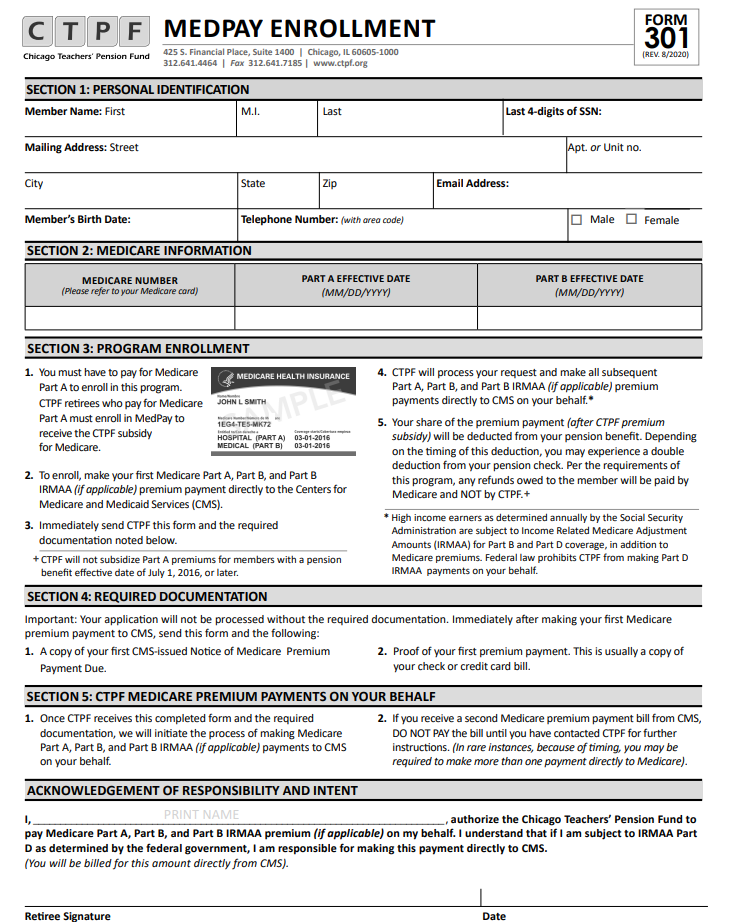 CTPF
Chicago Teachers' Pension Fund
MEDPAY ENROLLMENT
425 S. Financial Place, Suite 1400 | Chicago, IL 60605-1000
312.641.4464 | Fax 312.641.7185 | www.ctpf.org
FORM
301
(REV. 8/2020)
SECTION 1: PERSONAL IDENTIFICATION
Member Name: First M.I. Last Last 4-digits of SSN:
Mailing Address: Street Apt. or Unit no.
City State Zip Email Address:
Member's Birth Date: Telephone Number: (with area code) ☐ Male ☐ Female
SECTION 2: MEDICARE INFORMATION
MEDICARE NUMBER
(Please refer to your Medicare card)
PART A EFFECTIVE DATE
(MM/DD/YYYY)
PART B EFFECTIVE DATE
(MM/DD/YYYY)
SECTION 3: PROGRAM ENROLLMENT
1. You must have to pay for Medicare
Part A to enroll in this program.
CTPF retirees who pay for Medicare
Part A must enroll in MedPay to
receive the CTPF subsidy
for Medicare.
MEDICARE HEALTH INSURANCE
SAMPLE
Name/Nombre
JOHN L SMITH
1EG4-TE5-MK72
HOSPITAL (PART A) 03-01-2016
MEDICAL (PART B) 03-01-2016
2. To enroll, make your first Medicare Part A, Part B, and Part B
IRMAA (if applicable) premium payment directly to the Centers for
Medicare and Medicaid Services (CMS).
3. Immediately send CTPF this form and the required
documentation noted below.
+ CTPF will not subsidize Part A premiums for members with a pension
benefit effective date of July 1, 2016, or later.
4. CTPF will process your request and make all subsequent
Part A, Part B, and Part B IRMAA (if applicable) premium
payments directly to CMS on your behalf.*
5. Your share of the premium payment (after CTPF premium
subsidy) will be deducted from your pension benefit. Depending
on the timing of this deduction, you may experience a double
deduction from your pension check. Per the requirements of
this program, any refunds owed to the member will be paid by
Medicare and NOT by CTPF.+
* High income earners as determined annually by the Social Security
Administration are subject to Income Related Medicare Adjustment
Amounts (IRMAA) for Part B and Part D coverage, in addition to
Medicare premiums. Federal law prohibits CTPF from making Part D
IRMAA payments on your behalf.
SECTION 4: REQUIRED DOCUMENTATION
Important: Your application will not be processed without the required documentation. Immediately after making your first Medicare
premium payment to CMS, send this form and the following:
1. A copy of your first CMS-issued Notice of Medicare Premium
Payment Due.
2. Proof of your first premium payment. This is usually a copy of
your check or credit card bill.
SECTION 5: CTPF MEDICARE PREMIUM PAYMENTS ON YOUR BEHALF
1. Once CTPF receives this completed form and the required
documentation, we will initiate the process of making Medicare
Part A, Part B, and Part B IRMAA (if applicable) payments to CMS
on your behalf.
2. If you receive a second Medicare premium payment bill from CMS,
DO NOT PAY the bill until you have contacted CTPF for further
instructions. (In rare instances, because of timing, you may be
required to make more than one payment directly to Medicare).
ACKNOWLEDGEMENT OF RESPONSIBILITY AND INTENT
PRINT NAME
I, , authorize the Chicago Teachers' Pension Fund to
pay Medicare Part A, Part B, and Part B IRMAA premium (if applicable) on my behalf. I understand that if I am subject to IRMAA Part
D as determined by the federal government, I am responsible for making this payment directly to CMS.
(You will be billed for this amount directly from CMS).
Retiree Signature Date